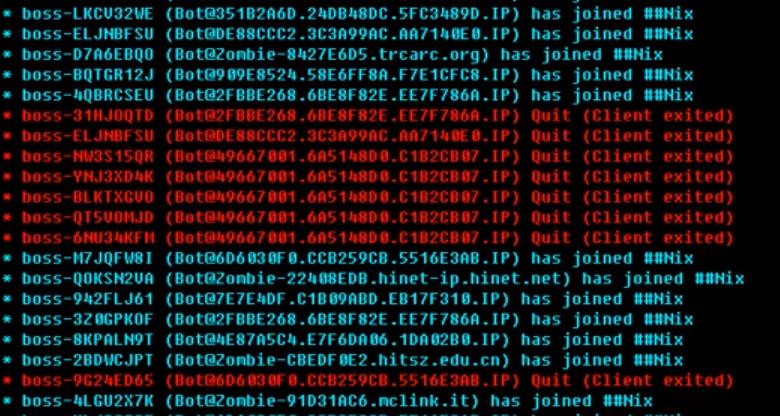 * boss-LKCV32WE (Bot@351B2A6D.24DB48DC.5FC3489D.IP) has joined ##Nix
* boss-ELJNBFSU (Bot@DE88CCC2.3C3A99AC.AA7140E0.IP) has joined ##Nix
* boss-D7A6EBQO (Bot@Zombie-8427E6D5.trcarc.org) has joined ##Nix
* boss-BQTGR12J (Bot@909E8524.58E6FF8A.F7E1CFC8.IP) has joined ##Nix
* boss-4QBRCSEU (Bot@2FBBE268.6BE8F82E.EE7F786A.IP) has joined ##Nix
* boss-31HJOQTD (Bot@2FBBE268.6BE8F82E.EE7F786A.IP) Quit (Client exited)
* boss-ELJNBFSU (Bot@DE88CCC2.3C3A99AC.AA7140E0.IP) Quit (Client exited)
* boss-NW3S15QR (Bot@49667001.6A5148D0.C1B2CB07.IP) Quit (Client exited)
* boss-YNJ3XD4K (Bot@49667001.6A5148D0.C1B2CB07.IP) Quit (Client exited)
* boss-BLKTXGVO (Bot@49667001.6A5148D0.C1B2CB07.IP) Quit (Client exited)
* boss-QT5VOMJD (Bot@49667001.6A5148D0.C1B2CB07.IP) Quit (Client exited)
* boss-6NU34KFM (Bot@49667001.6A5148D0.C1B2CB07.IP) Quit (Client exited)
* boss-M7JQFW8I (Bot@6D6030F0.CCB259CB.5516E3AB.IP) has joined ##Nix
* boss-QOKSN2VA (Bot@Zombie-22408EDB.hinet-ip.hinet.net) has joined ##Nix
* boss-942FLJ61 (Bot@7E7E4DF.C1B09ABD.EB17F310.IP) has joined ##Nix
* boss-3Z0GPKOF (Bot@2FBBE268.6BE8F82E.EE7F786A.IP) has joined ##Nix
* boss-8KPALN9T (Bot@4E87A5C4.E7F6DA06.1DA02B0.IP) has joined ##Nix
* boss-2BDWCJPT (Bot@Zombie-CBEDF0E2.hitsz.edu.cn) has joined ##Nix
* boss-9G24ED65 (Bot@6D6030F0.CCB259CB.5516E3AB.IP) Quit (Client exited)
* boss-4LGU2X7K (Bot@Zombie-91D31AC6.mclink.it) has joined ##Nix